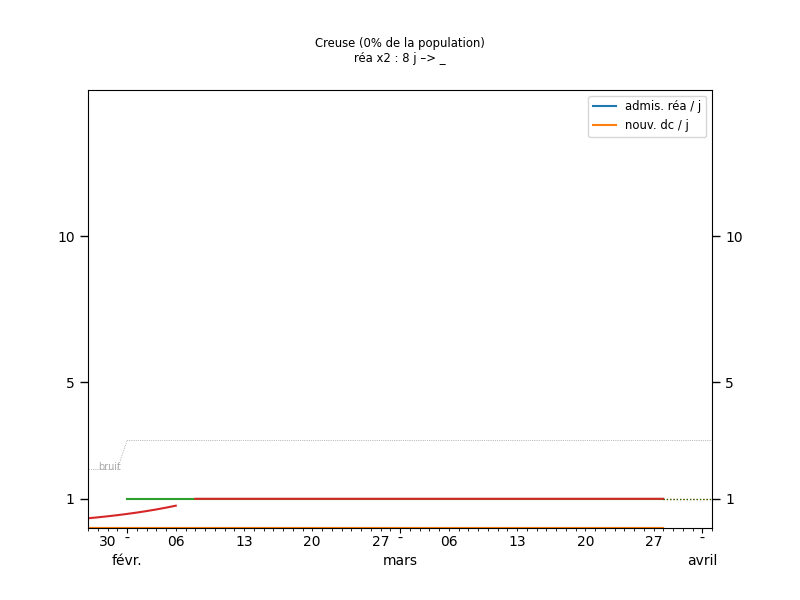 Creuse (0% de la population)
réa x2 : 8 j –> _
admis. réa / j
nouv. dc / j
10 10
5 5
bruit
1 1
30 - 06 13 20 27 - 06 13 20 27 -
févr. mars avril